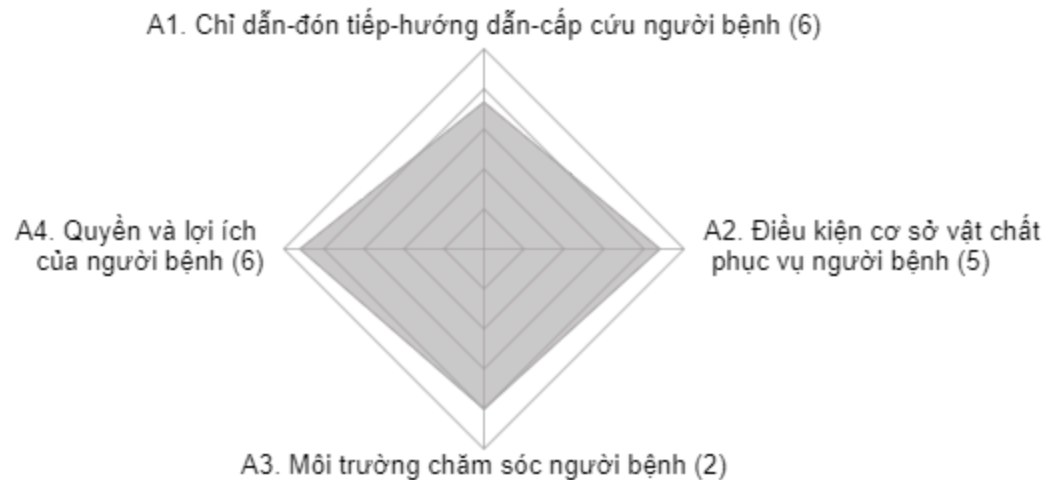 A1. Chỉ dẫn-đón tiếp-hướng dẫn-cấp cứu người bệnh (6)
A4. Quyền và lợi ích
của người bệnh (6)
A2. Điều kiện cơ sở vật chất
phục vụ người bệnh (5)
A3. Môi trường chăm sóc người bệnh (2)